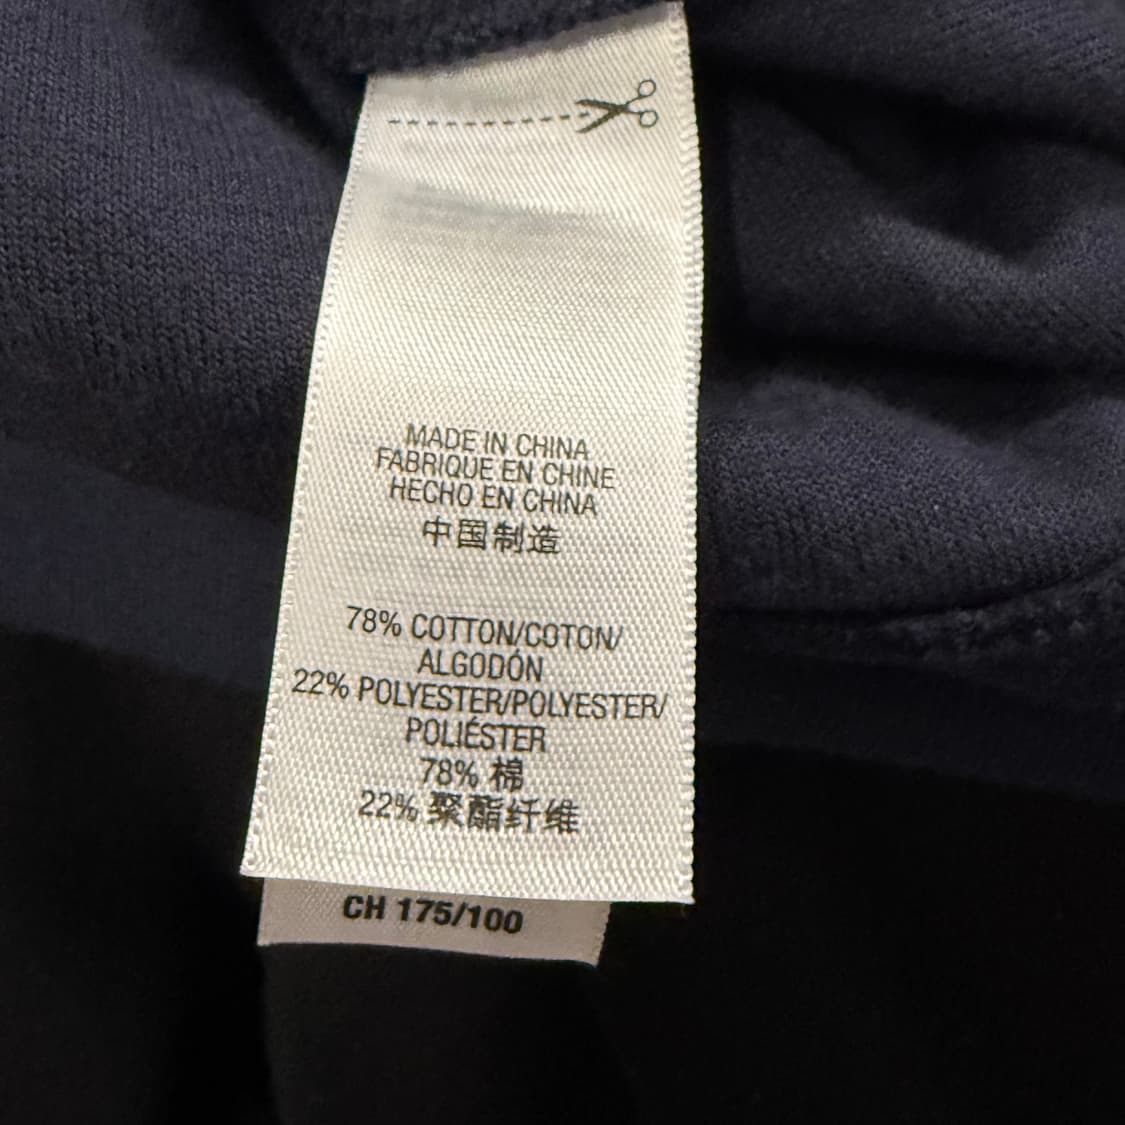 MADE IN CHINA
FABRIQUE EN CHINE
HECHO EN CHINA
中国制造
78% COTTON/COTON/
ALGODÓN
22% POLYESTER/POLYESTER/
POLIÉSTER
78% 棉
22% 聚酯纤维
CH 175/100